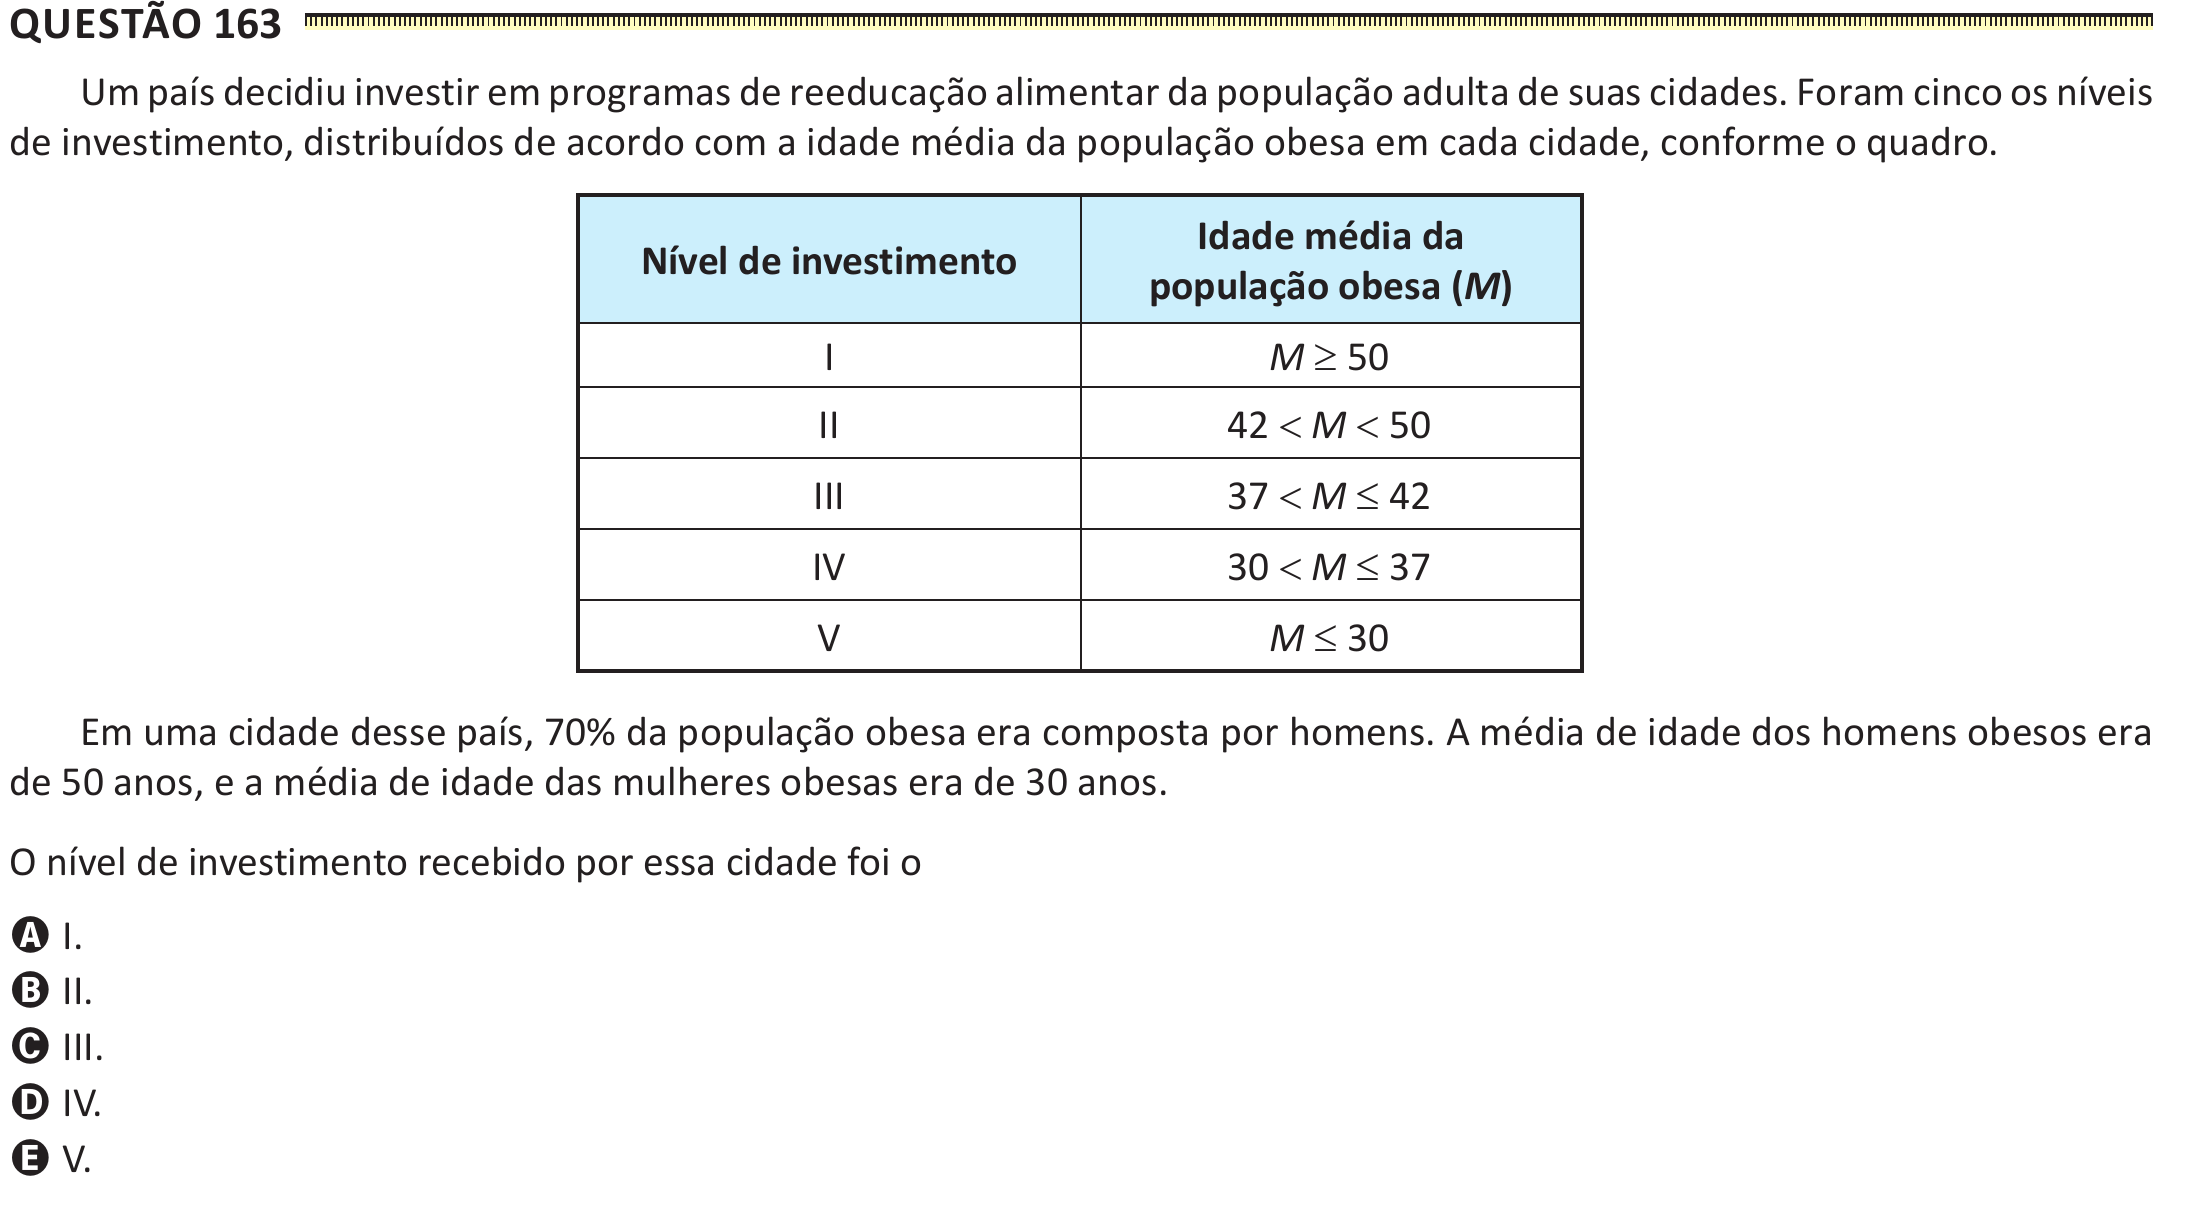 QUESTÃO 163
Um país decidiu investir em programas de reeducação alimentar da população adulta de suas cidades. Foram cinco os níveis
de investimento, distribuídos de acordo com a idade média da população obesa em cada cidade, conforme o quadro.
Nível de investimento
Idade média da
população obesa (M)
I
M ≥ 50
II
42 < M < 50
III
37 < M ≤ 42
IV
30 < M ≤ 37
V
M ≤ 30
Em uma cidade desse país, 70% da população obesa era composta por homens. A média de idade dos homens obesos era
de 50 anos, e a média de idade das mulheres obesas era de 30 anos.
O nível de investimento recebido por essa cidade foi o
A I.
B II.
C III.
D IV.
E V.